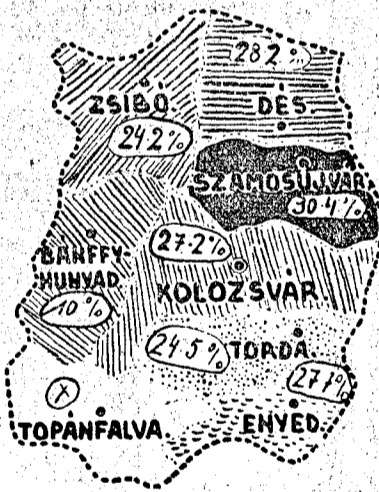 28 2 %
ZSIBÓ.
DÉS.
24 2 %
SZAMOSUJVÁR
30·4 %
27·2 %
BÁNFFY-
HUNYAD.
KOLOZSVÁR.
10 %
24·5 %
TORDA.
27 7 %
X
TOPÁNFALVA.
ENYED.